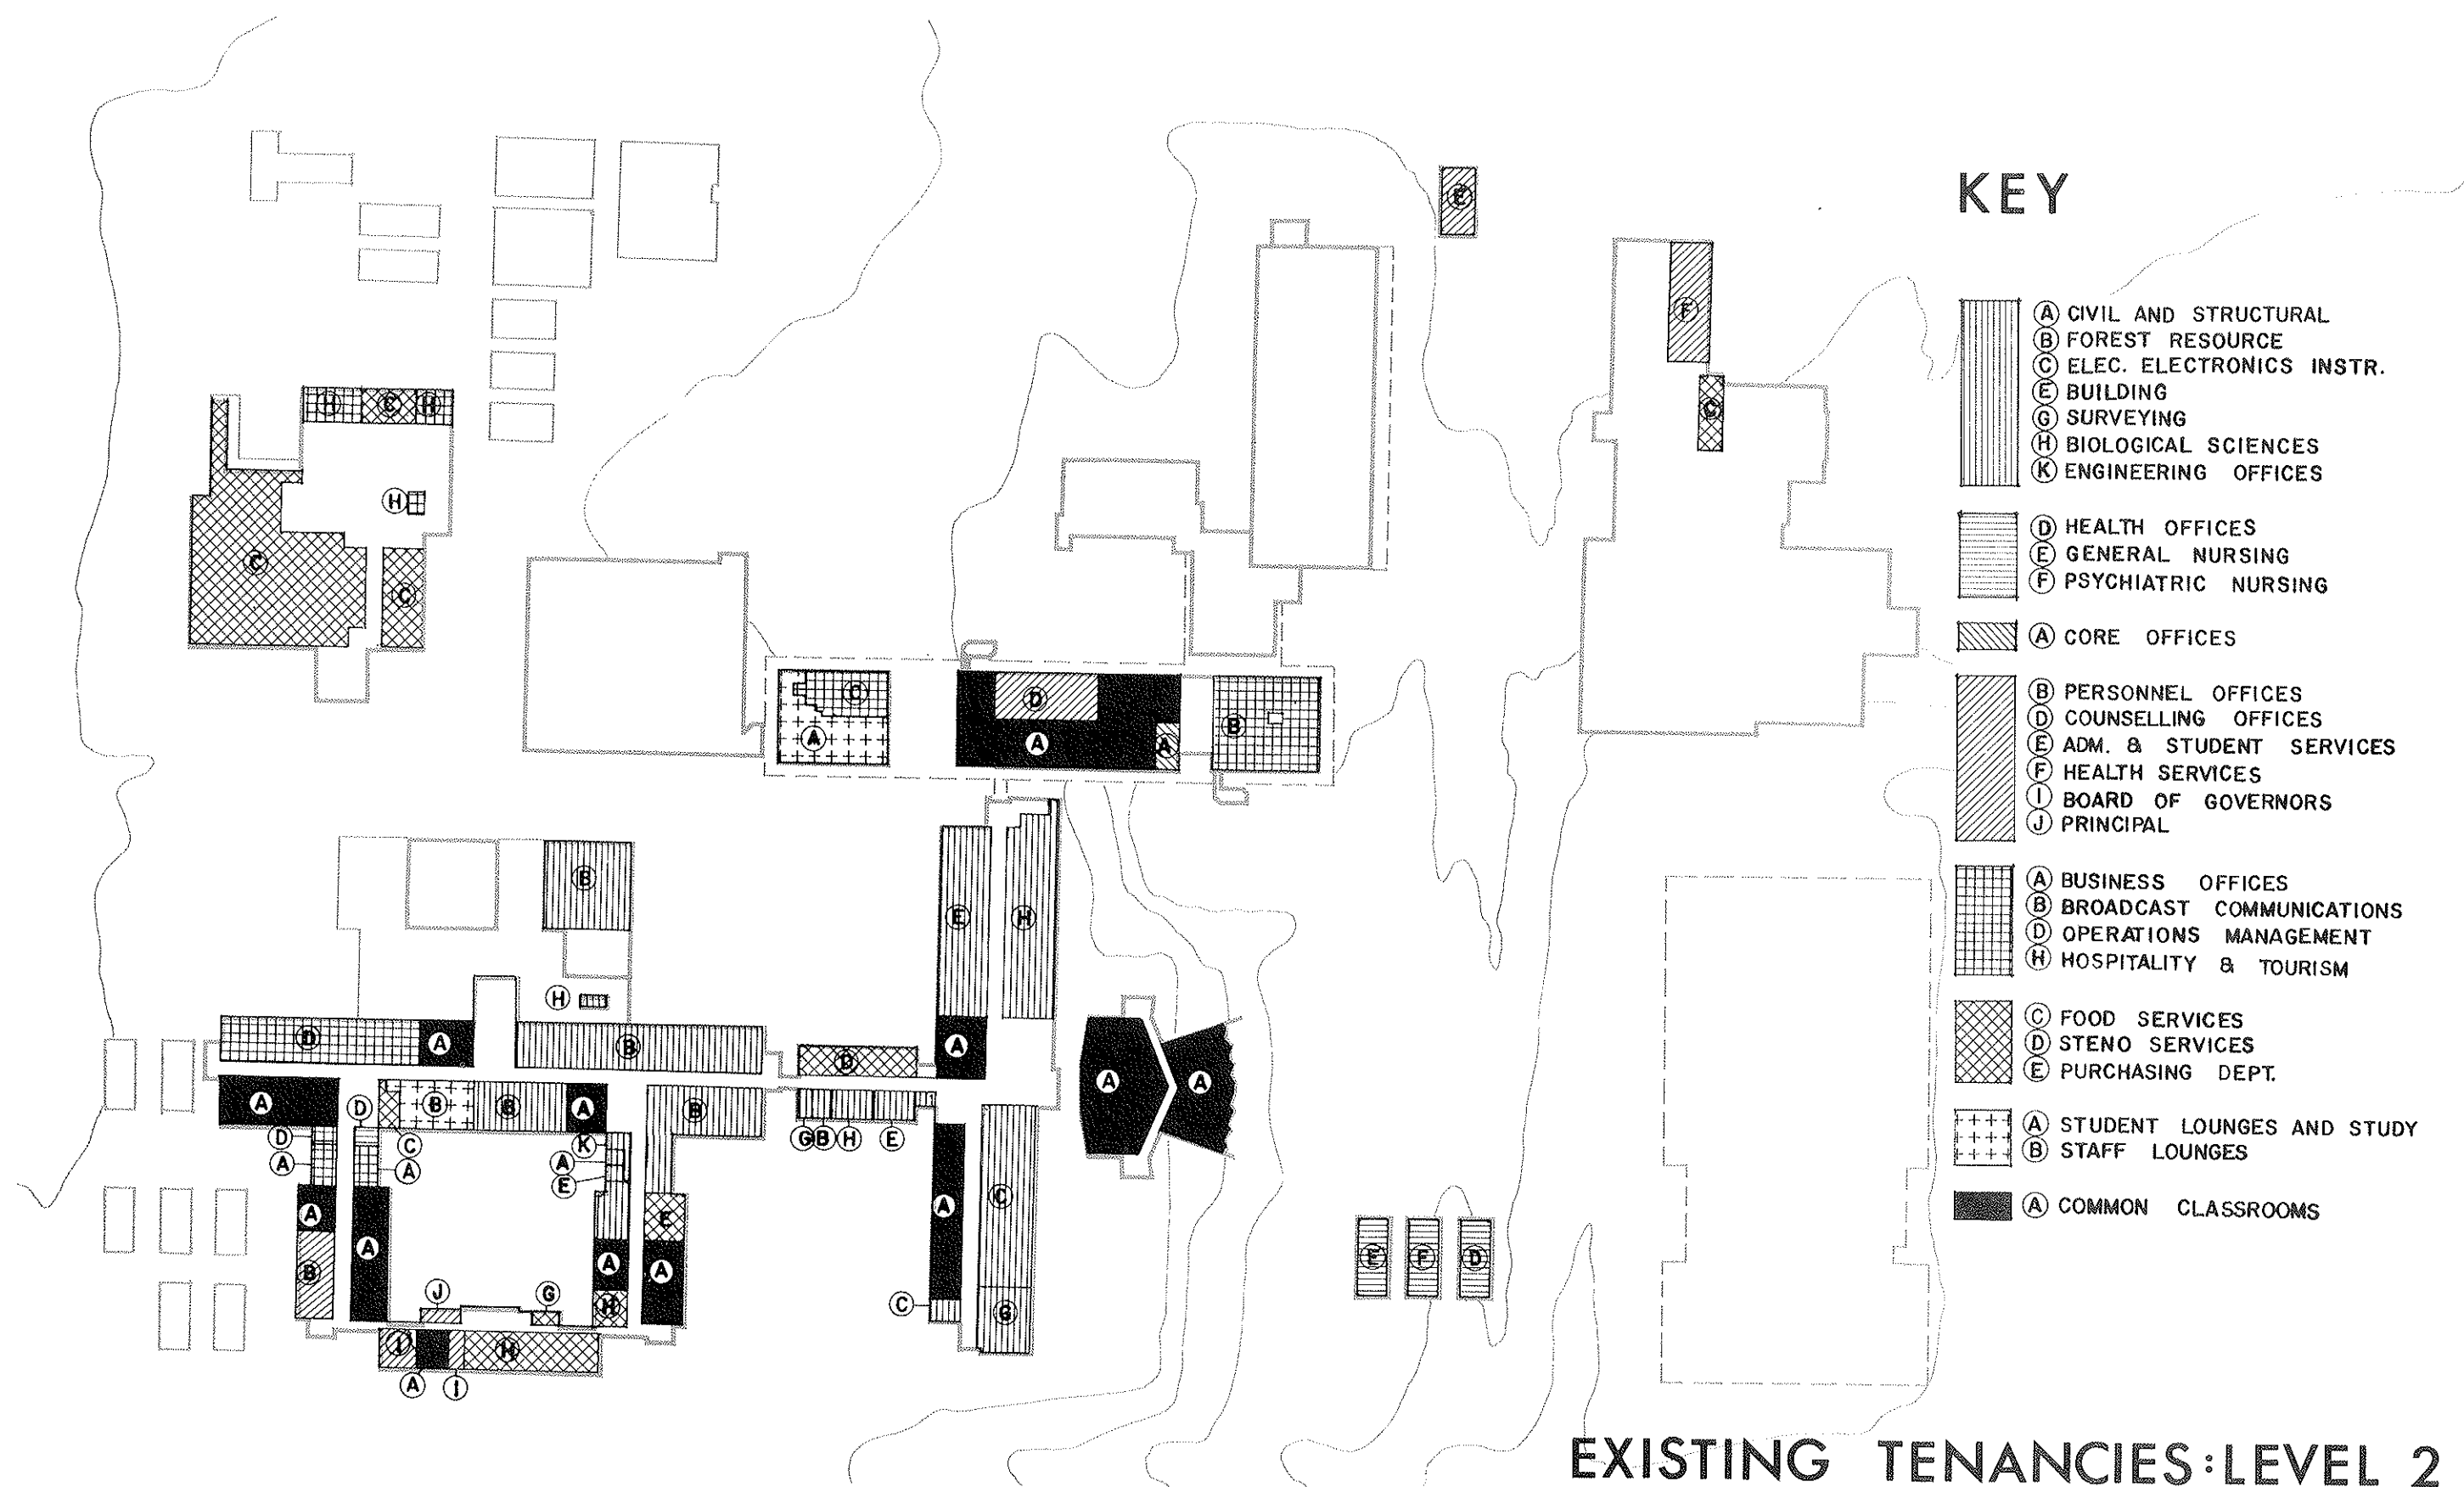 KEY
A CIVIL AND STRUCTURAL
B FOREST RESOURCE
C ELEC. ELECTRONICS INSTR.
E BUILDING
G SURVEYING
H BIOLOGICAL SCIENCES
K ENGINEERING OFFICES
D HEALTH OFFICES
E GENERAL NURSING
F PSYCHIATRIC NURSING
A CORE OFFICES
B PERSONNEL OFFICES
D COUNSELLING OFFICES
E ADM. & STUDENT SERVICES
F HEALTH SERVICES
I BOARD OF GOVERNORS
J PRINCIPAL
A BUSINESS OFFICES
B BROADCAST COMMUNICATIONS
D OPERATIONS MANAGEMENT
H HOSPITALITY & TOURISM
C FOOD SERVICES
D STENO SERVICES
E PURCHASING DEPT.
A STUDENT LOUNGES AND STUDY
B STAFF LOUNGES
A COMMON CLASSROOMS
E
F
C
H C H
H
C
C
C
D
A
A
A
B
B
E
H
H
D
A
B
A
D
A
A
A
A
D
B
B
A
B
D
C
K
G B H E
A
A
A
E
A
C
A
E
A
B
A
A
H
J
G
C
G
E F D
I
H
A
I
EXISTING TENANCIES: LEVEL 2